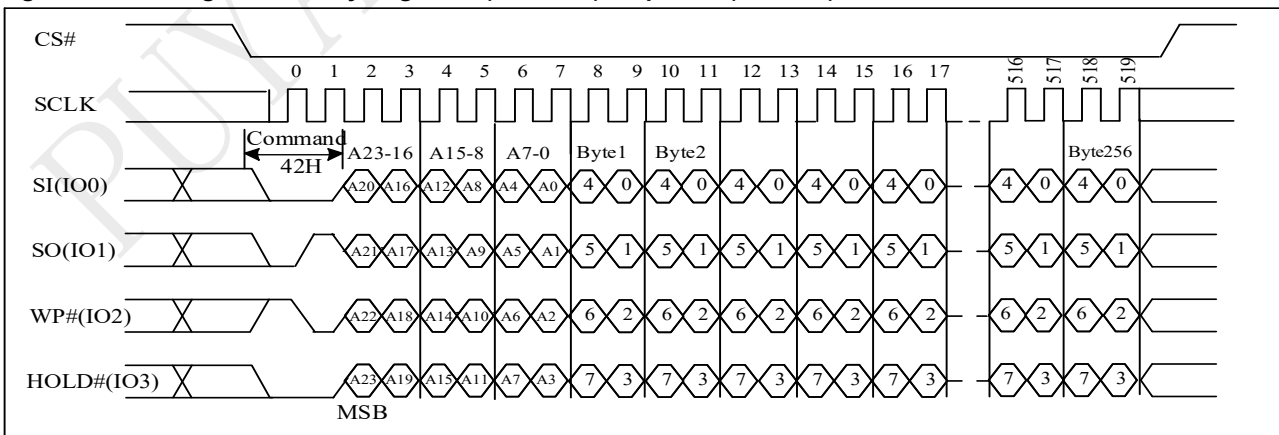 CS#
0 1 2 3 4 5 6 7 8 9 10 11 12 13 14 15 16 17 516 517 518 519
SCLK
Command
42H
A23-16 A15-8 A7-0 Byte1 Byte2 Byte256
SI(IO0) A20 A16 A12 A8 A4 A0 4 0 4 0 4 0 4 0 4 0 4 0 4 0
SO(IO1) A21 A17 A13 A9 A5 A1 5 1 5 1 5 1 5 1 5 1 5 1 5 1
WP#(IO2) A22 A18 A14 A10 A6 A2 6 2 6 2 6 2 6 2 6 2 6 2 6 2
HOLD#(IO3) A23 A19 A15 A11 A7 A3 7 3 7 3 7 3 7 3 7 3 7 3 7 3
MSB